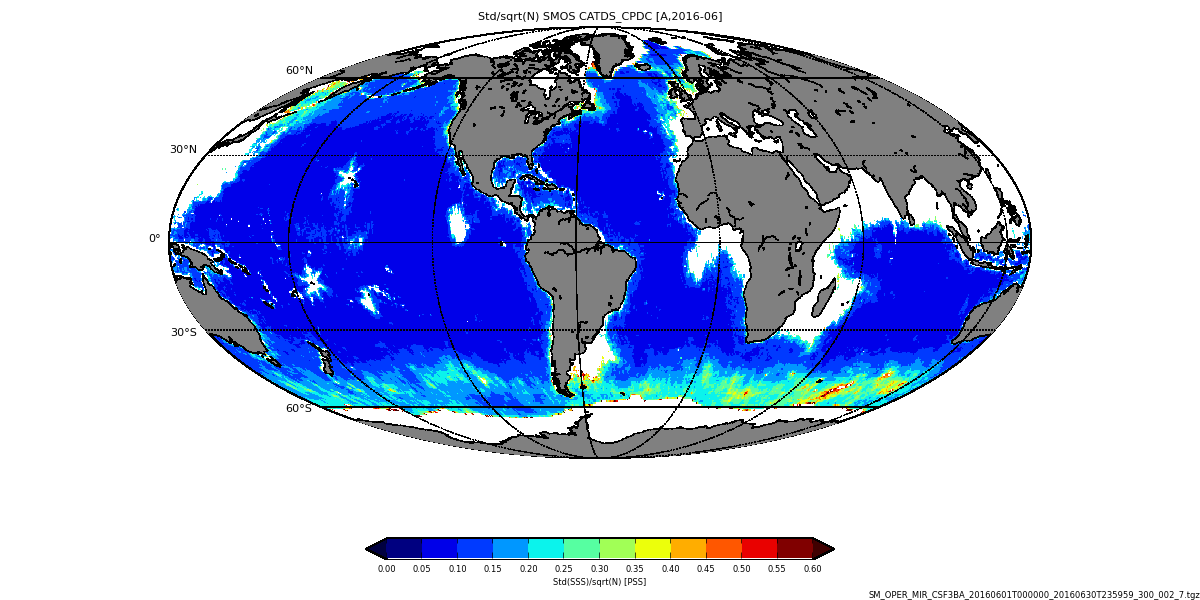 Std/sqrt(N) SMOS CATDS_CPDC [A,2016-06]
60°N
30°N
0°
30°S
60°S
0.00 0.05 0.10 0.15 0.20 0.25 0.30 0.35 0.40 0.45 0.50 0.55 0.60
Std(SSS)/sqrt(N) [PSS]
SM_OPER_MIR_CSF3BA_20160601T000000_20160630T235959_300_002_7.tgz